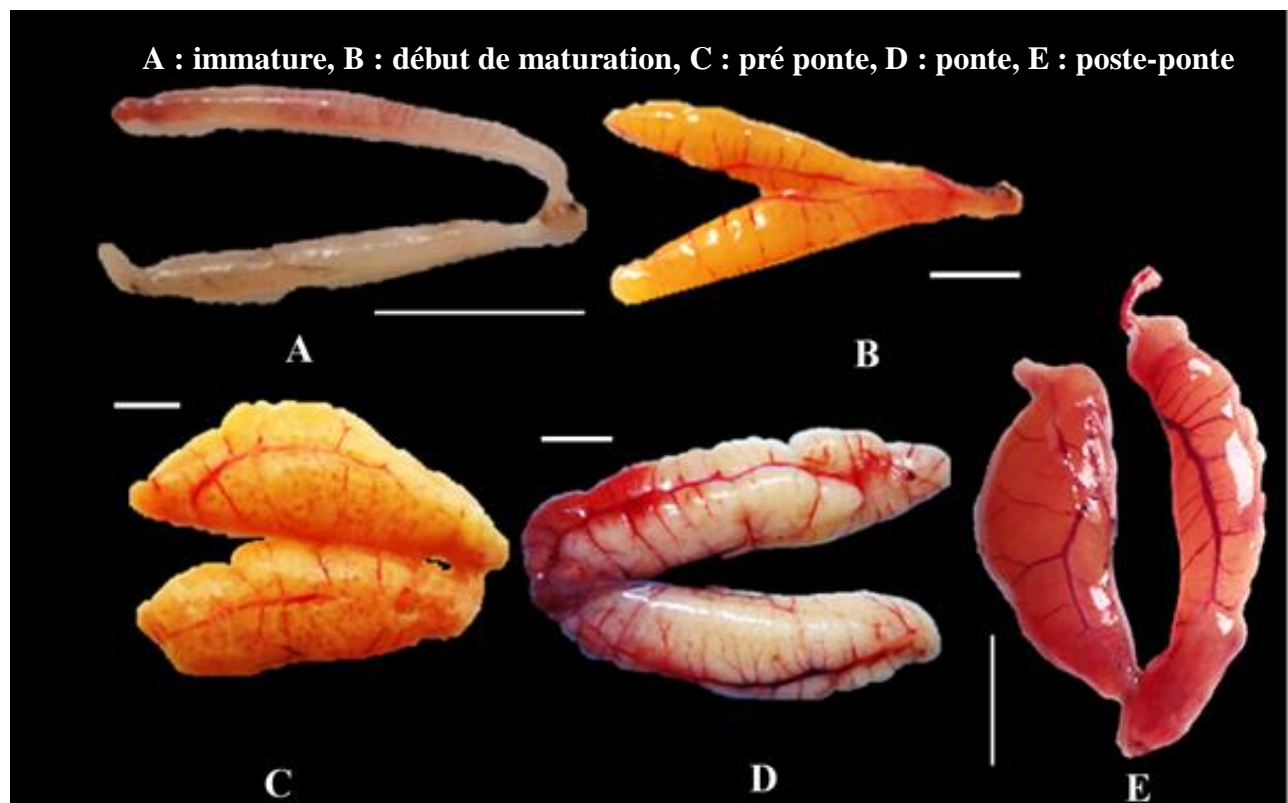 A : immature, B : début de maturation, C : pré ponte, D : ponte, E : poste-ponte
A
B
C
D
E